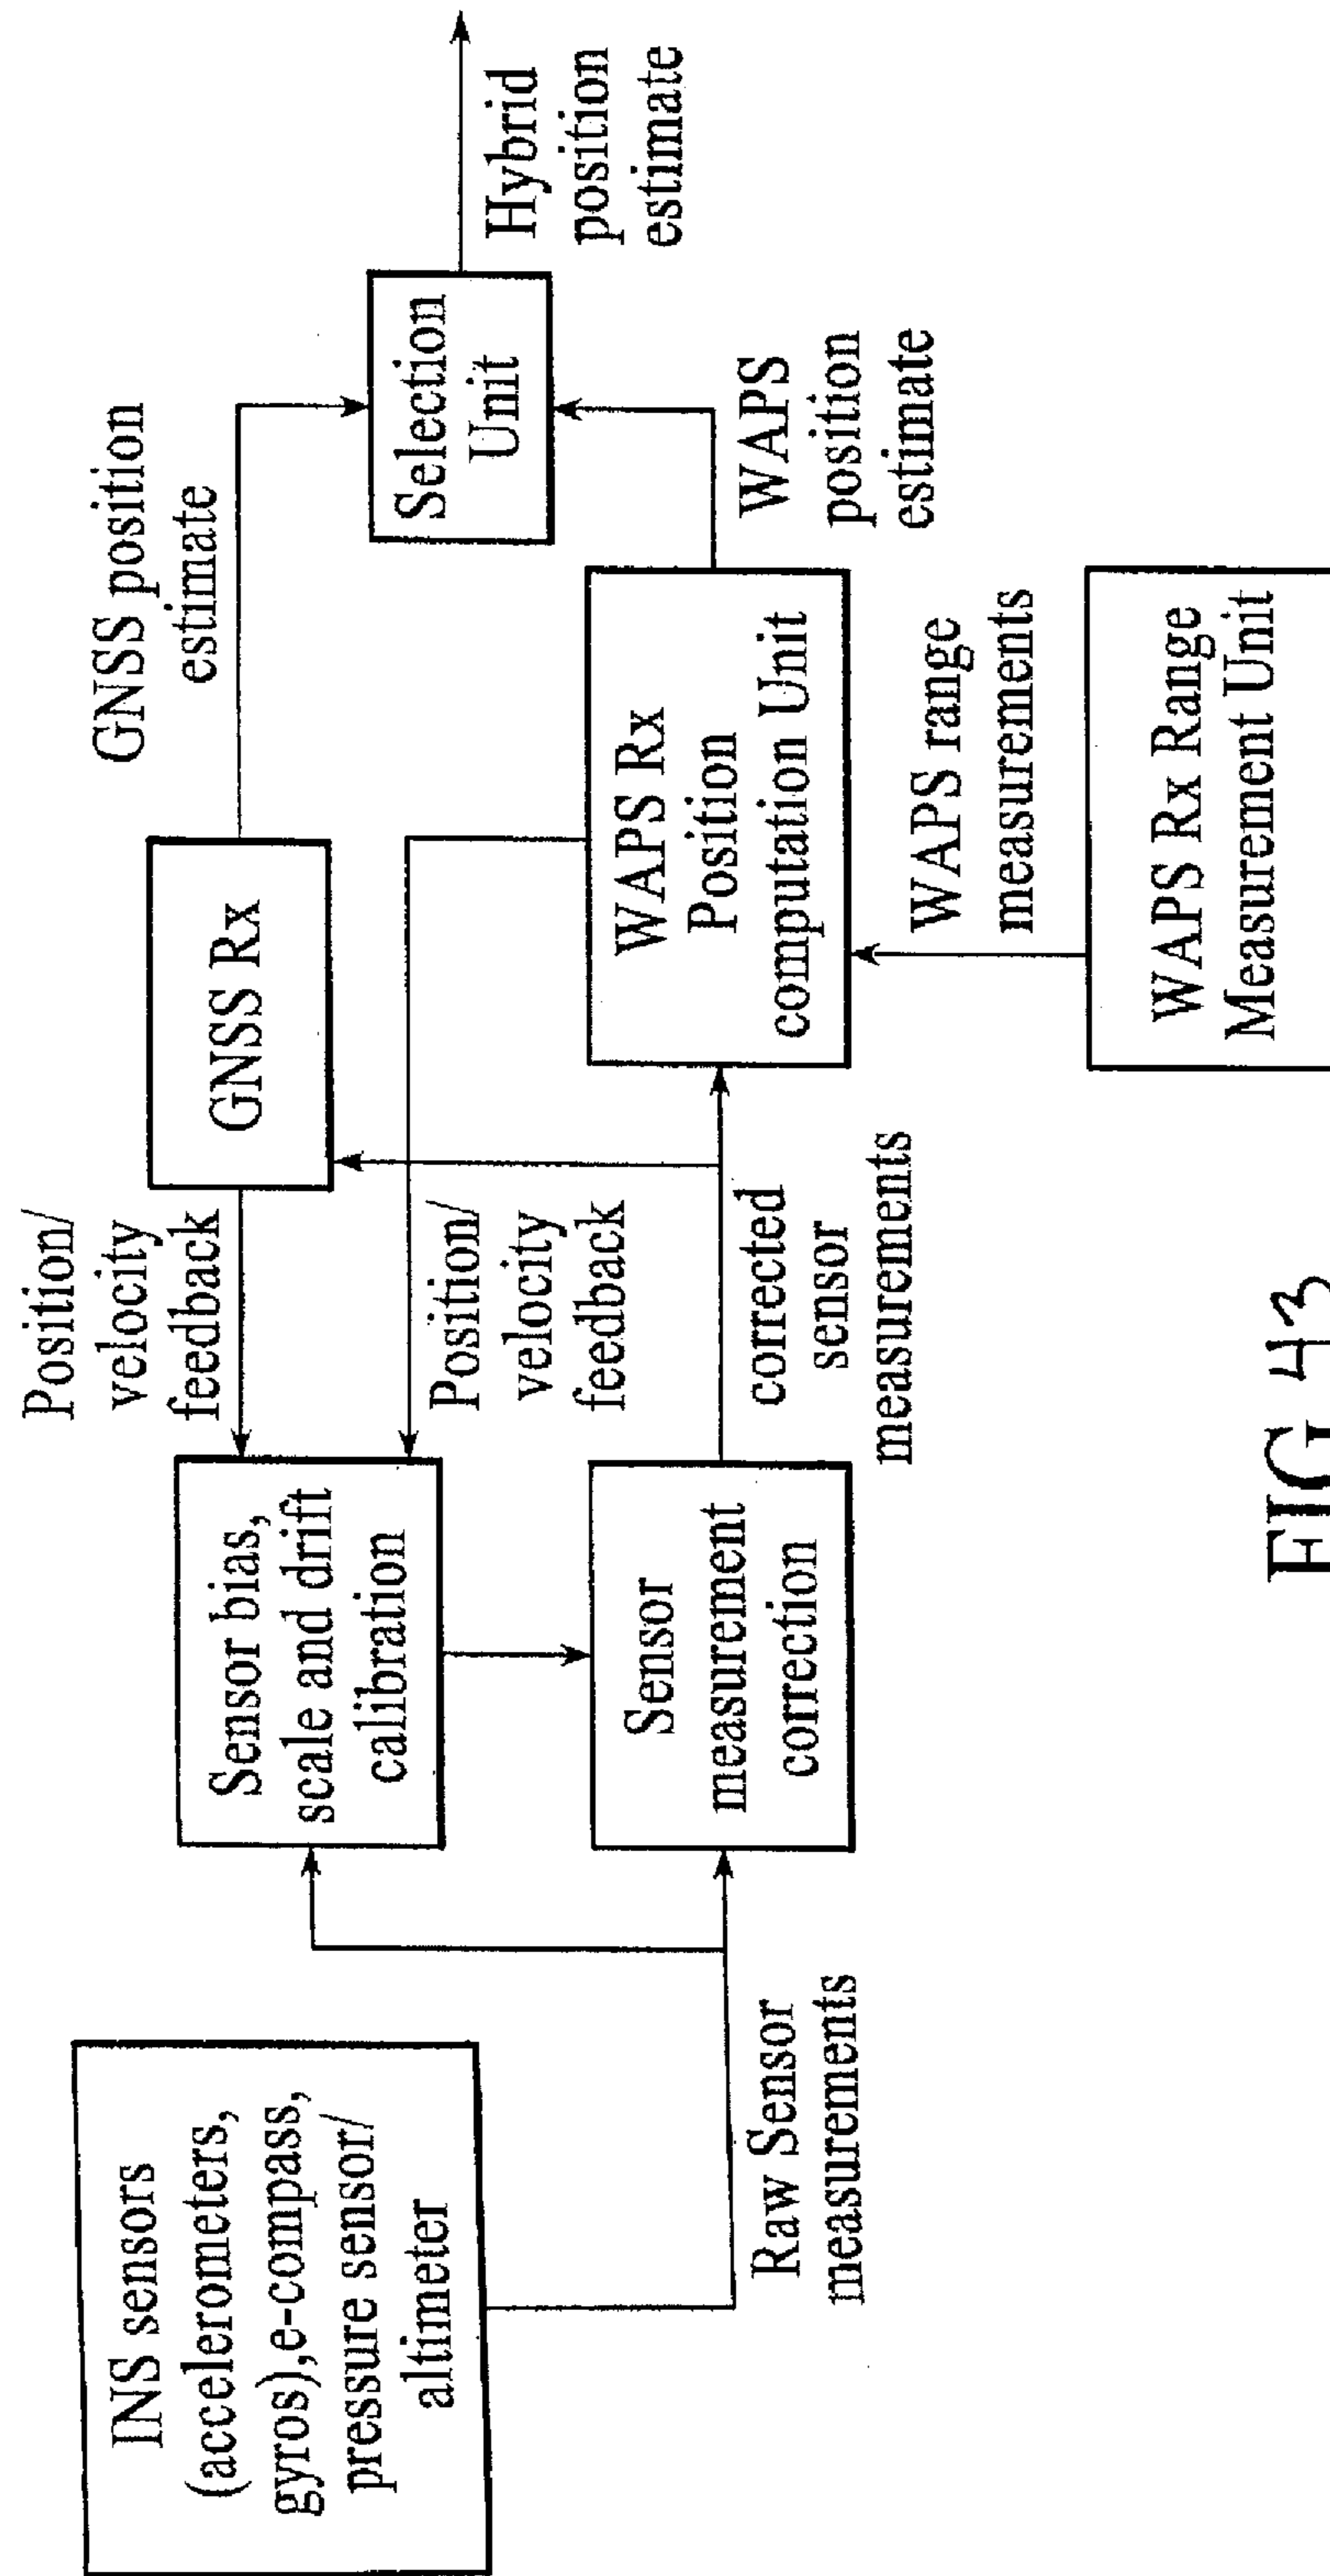 INS sensors
(accelerometers,
gyros),e-compass,
pressure sensor/
altimeter
Raw Sensor
measurements
Sensor bias,
scale and drift
calibration
Sensor
measurement
correction
Position/
velocity
feedback
Position/
velocity
feedback
corrected
sensor
measurements
GNSS Rx
GNSS position
estimate
WAPS Rx
Position
computation Unit
WAPS range
measurements
WAPS Rx Range
Measurement Unit
WAPS
position
estimate
Selection
Unit
Hybrid
position
estimate
FIG 43